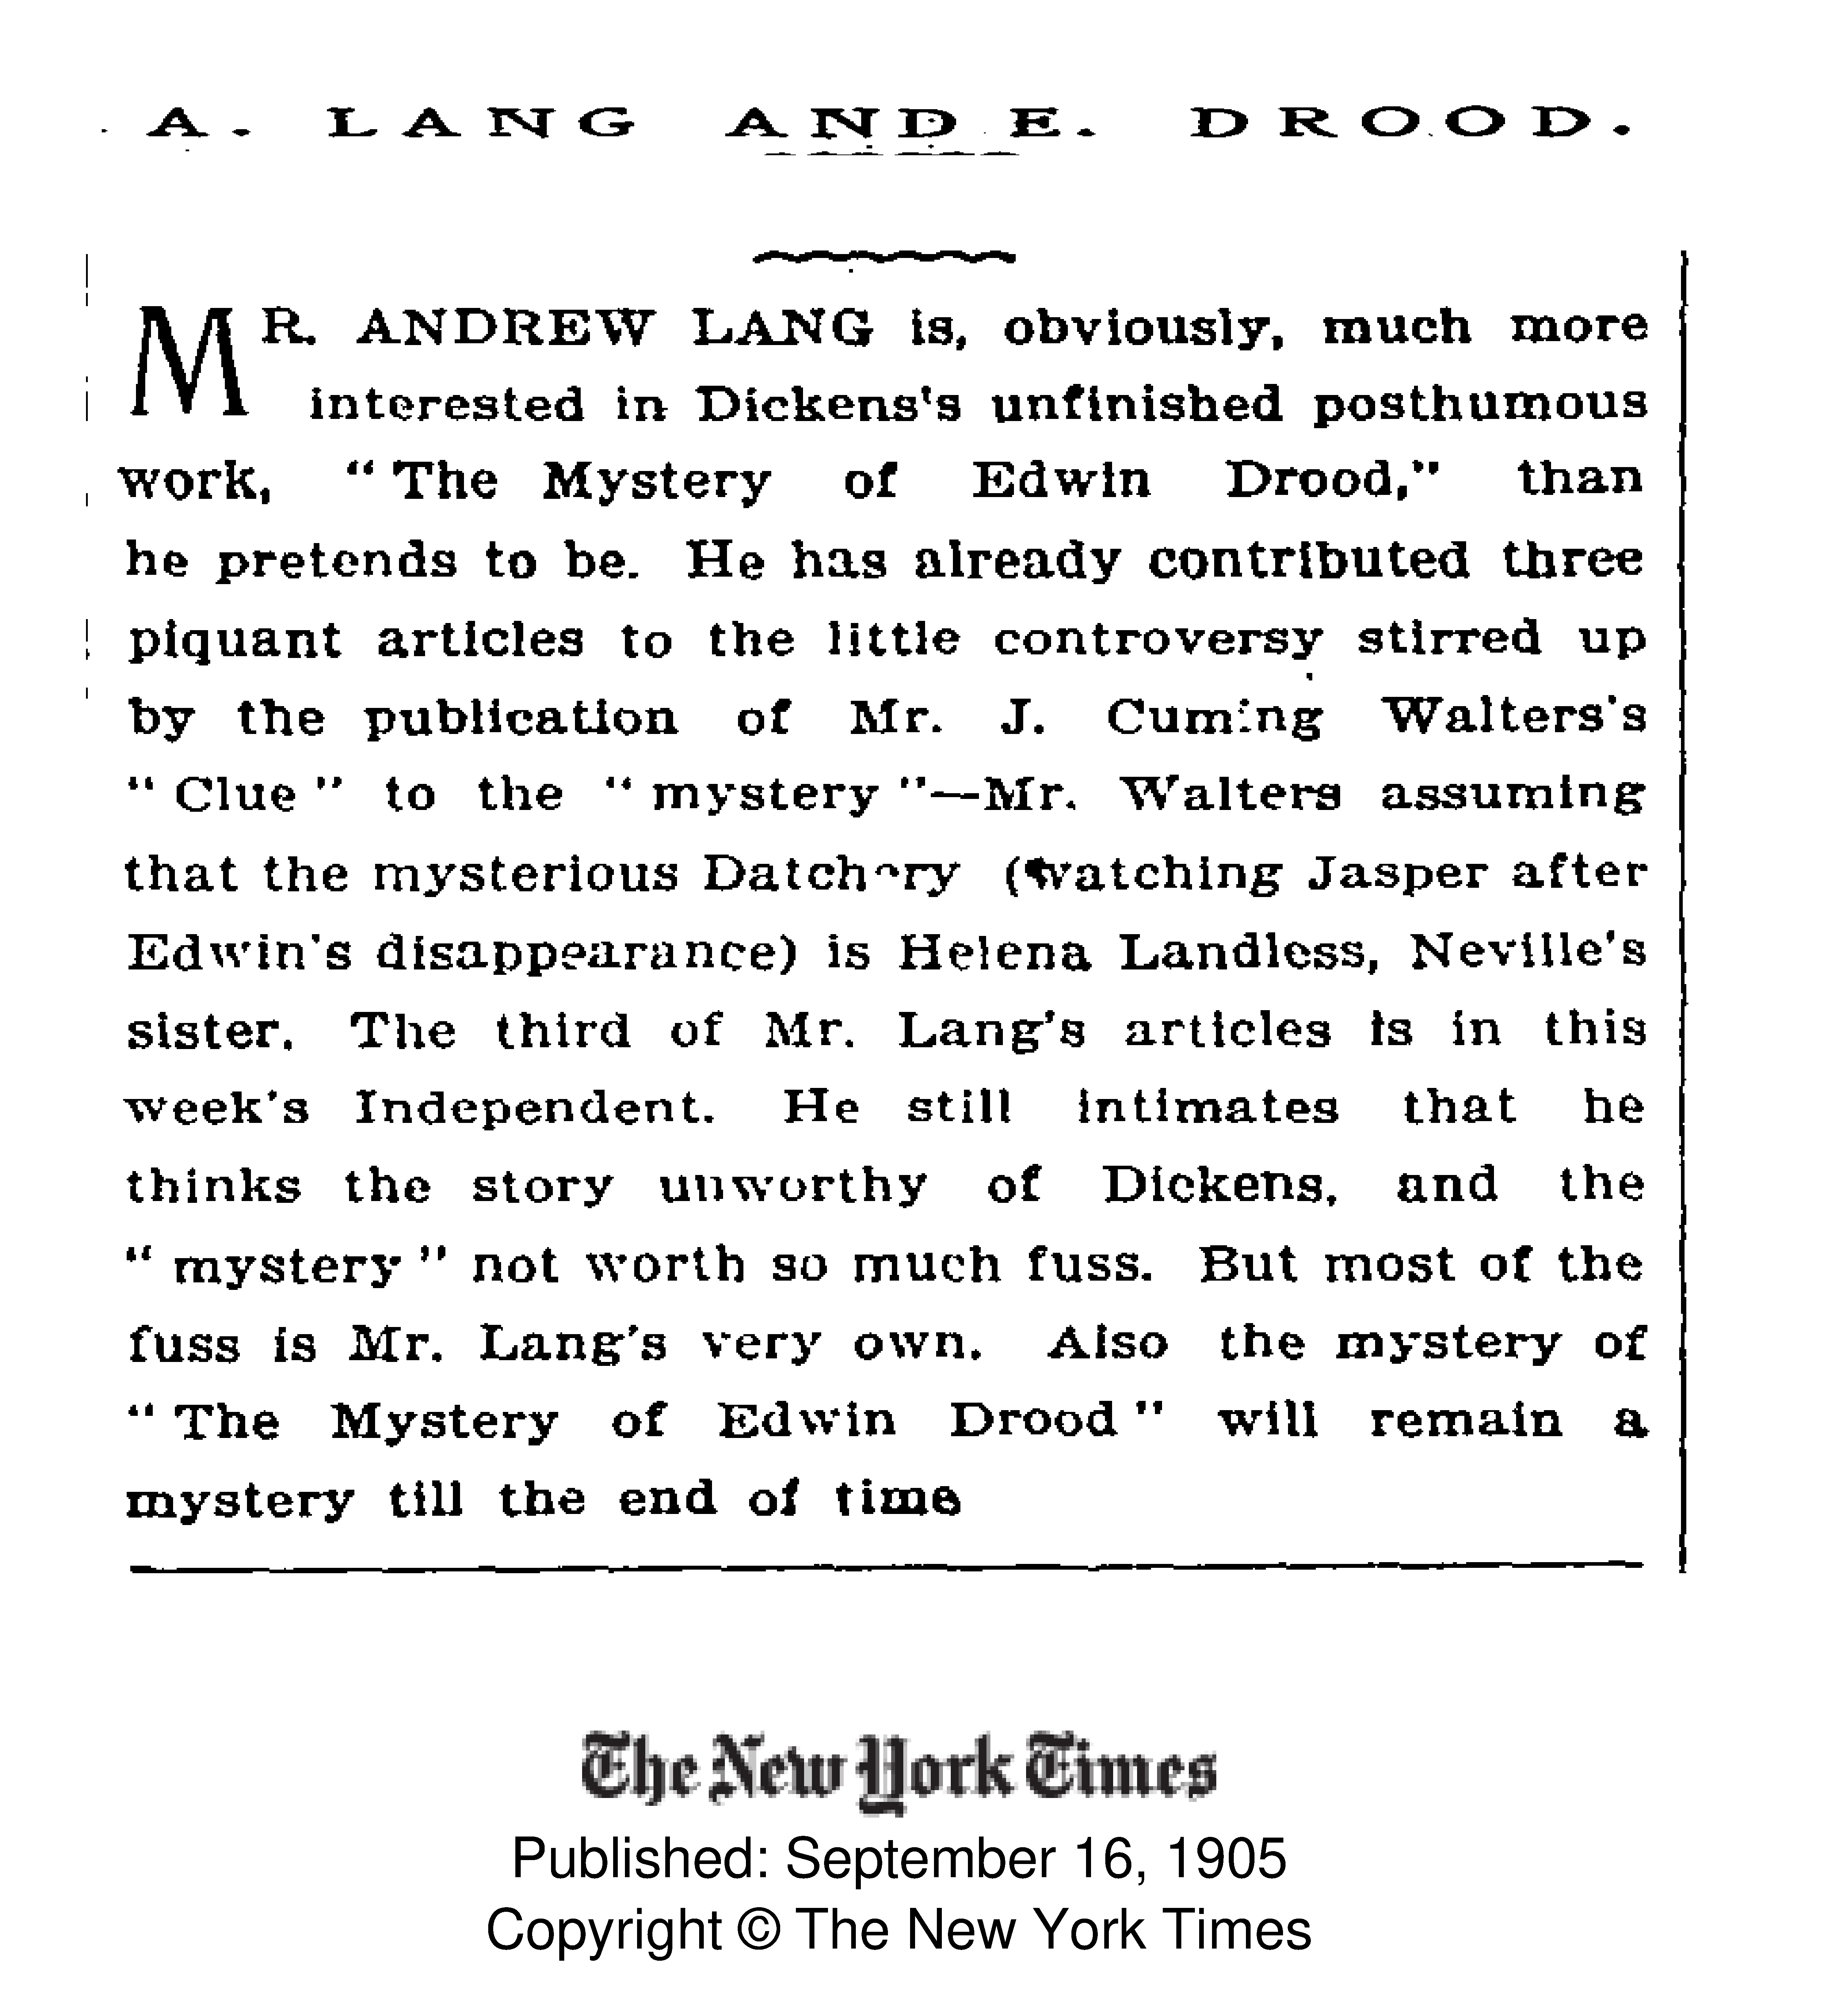 A. LANG AND E. DROOD.
MR. ANDREW LANG is, obviously, much more
interested in Dickens's unfinished posthumous
work, "The Mystery of Edwin Drood," than
he pretends to be. He has already contributed three
piquant articles to the little controversy stirred up
by the publication of Mr. J. Cuming Walters's
"Clue" to the "mystery"—Mr. Walters assuming
that the mysterious Datchery (watching Jasper after
Edwin's disappearance) is Helena Landless, Neville's
sister. The third of Mr. Lang's articles is in this
week's Independent. He still intimates that he
thinks the story unworthy of Dickens, and the
"mystery" not worth so much fuss. But most of the
fuss is Mr. Lang's very own. Also the mystery of
"The Mystery of Edwin Drood" will remain a
mystery till the end of time
The New York Times
Published: September 16, 1905
Copyright © The New York Times